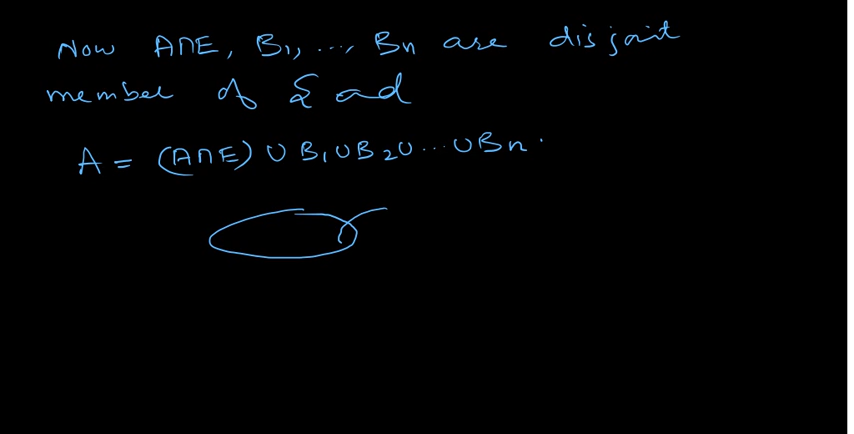 Now A∩E, B₁, ..., Bn are disjoint
member of Σ and
A = (A∩E) ∪ B₁ ∪ B₂ ∪ ... ∪ Bn.